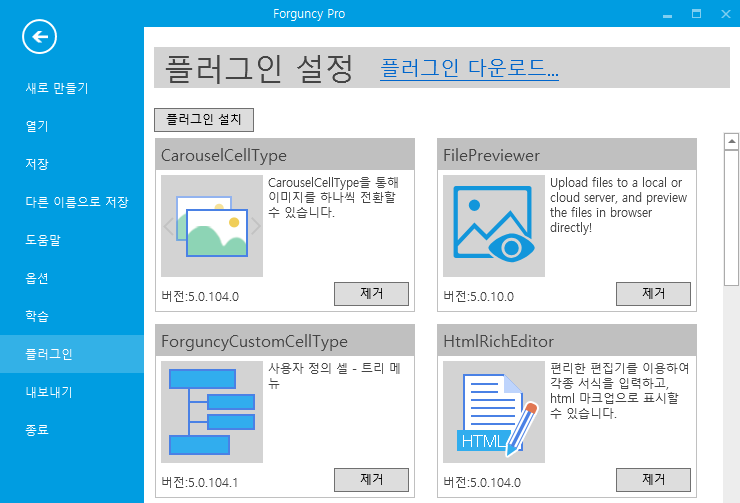 Forguncy Pro
새로 만들기
열기
저장
다른 이름으로 저장
도움말
옵션
학습
플러그인
내보내기
종료
플러그인 설정 플러그인 다운로드...
플러그인 설치
CarouselCellType
CarouselCellType을 통해
이미지를 하나씩 전환할
수 있습니다.
버전:5.0.104.0
제거
FilePreviewer
Upload files to a local or
cloud server, and preview
the files in browser
directly!
버전:5.0.10.0
제거
ForguncyCustomCellType
사용자 정의 셀 - 트리 메
뉴
버전:5.0.104.1
제거
HtmlRichEditor
HTML
편리한 편집기를 이용하여
각종 서식을 입력하고,
html 마크업으로 표시할
수 있습니다.
버전:5.0.104.0
제거